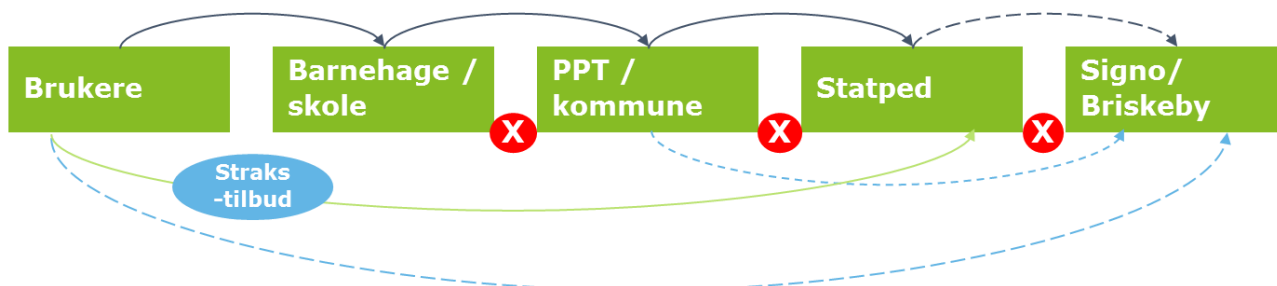 Brukere
Barnehage /
skole
PPT /
kommune
Statped
Signo/
Briskeby
X
X
X
Straks
-tilbud